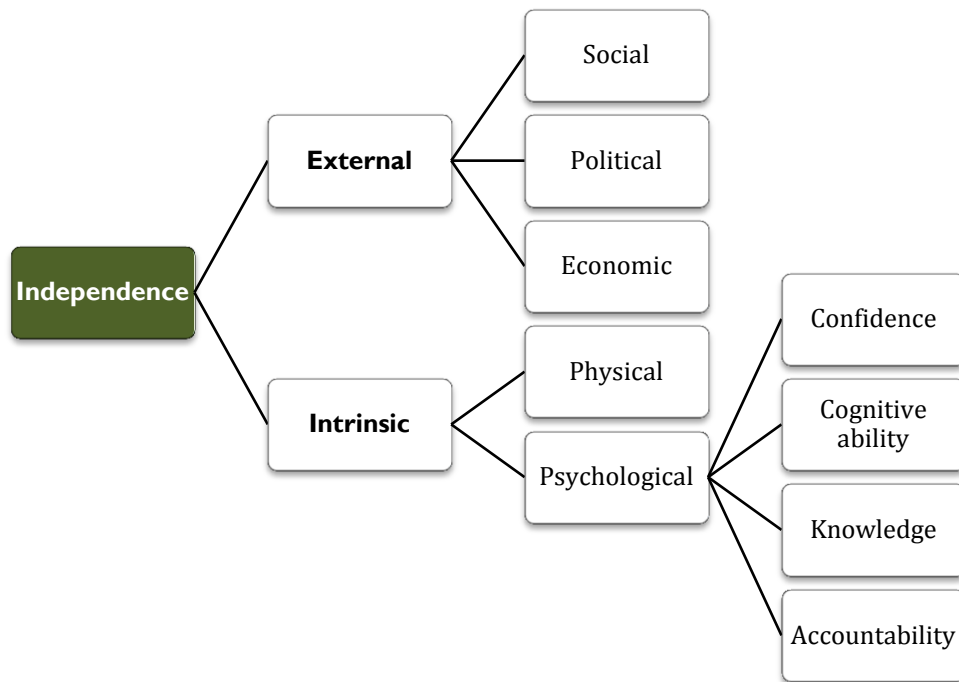 Independence
External
Social
Political
Economic
Intrinsic
Physical
Psychological
Confidence
Cognitive
ability
Knowledge
Accountability